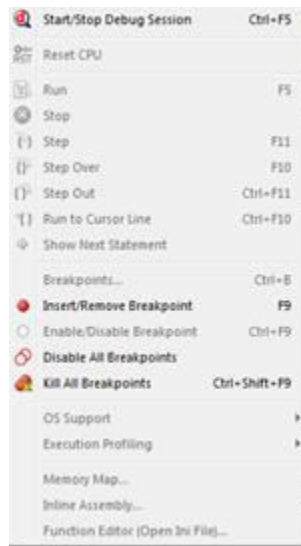 Start/Stop Debug Session Ctrl+F5
RST Reset CPU
Run F5
Stop
{} Step F11
{} Step Over F10
{} Step Out Ctrl+F11
{} Run to Cursor Line Ctrl+F10
Show Next Statement
Breakpoints... Ctrl+B
Insert/Remove Breakpoint F9
Enable/Disable Breakpoint Ctrl+F9
Disable All Breakpoints
Kill All Breakpoints Ctrl+Shift+F9
OS Support
Execution Profiling
Memory Map...
Inline Assembly...
Function Editor (Open Ini File)...